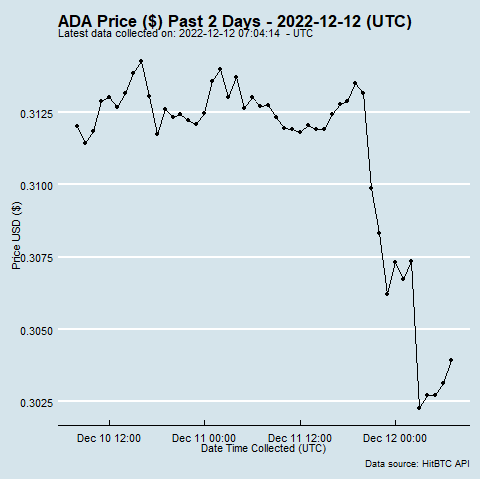 ADA Price ($) Past 2 Days - 2022-12-12 (UTC)
Latest data collected on: 2022-12-12 07:04:14  - UTC
0.3125
0.3100
0.3075
0.3050
0.3025
Price USD ($)
Dec 10 12:00
Dec 11 00:00
Dec 11 12:00
Dec 12 00:00
Date Time Collected (UTC)
Data source: HitBTC API